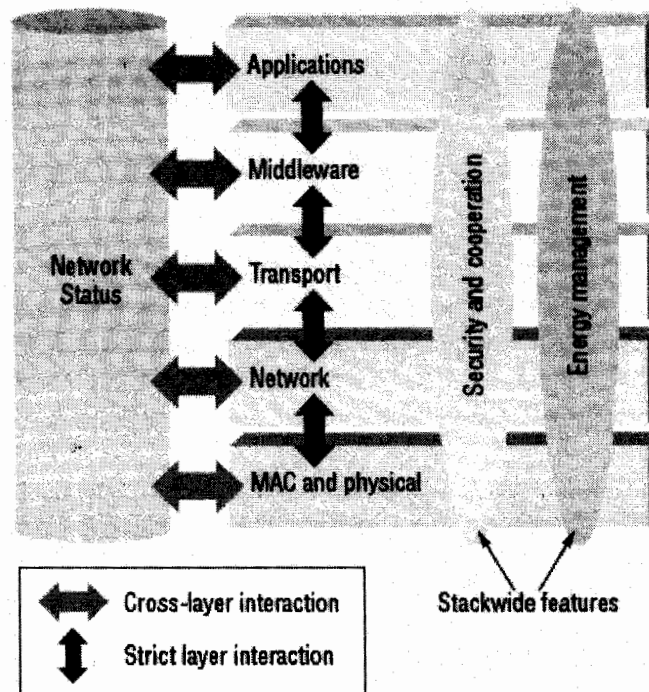 Applications
Middleware
Network
Status
Transport
Network
MAC and physical
Security and cooperation
Energy management
Cross-layer interaction
Strict layer interaction
Stackwide features